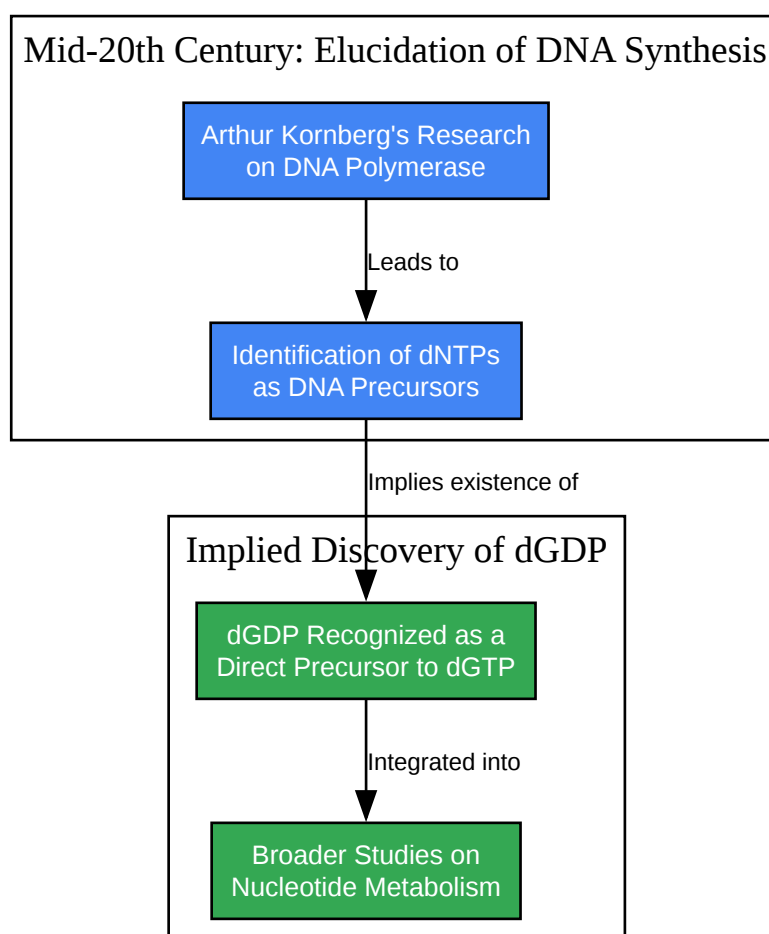 Mid-20th Century: Elucidation of DNA Synthesis
Arthur Kornberg's Research
on DNA Polymerase
Leads to
Identification of dNTPs
as DNA Precursors
Implies existence of
Implied Discovery of dGDP
dGDP Recognized as a
Direct Precursor to dGTP
Integrated into
Broader Studies on
Nucleotide Metabolism